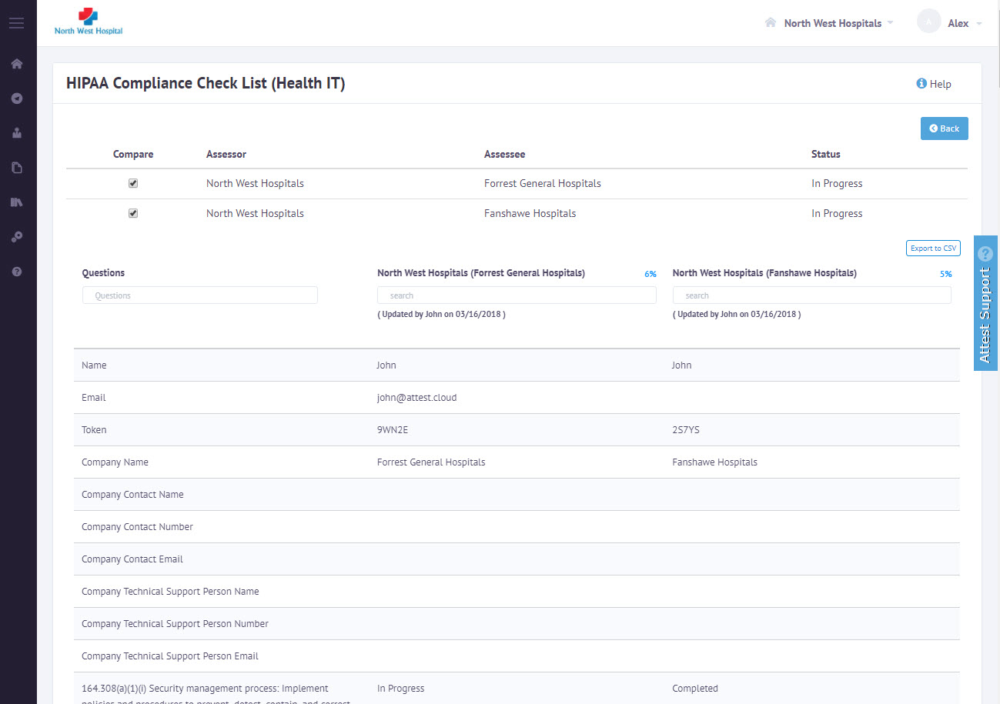 North West Hospital
North West Hospitals
A
Alex
HIPAA Compliance Check List (Health IT)
Help
Back
Compare Assessor Assessee Status
North West Hospitals Forrest General Hospitals In Progress
North West Hospitals Fanshawe Hospitals In Progress
Export to CSV
Attest Support
Questions North West Hospitals (Forrest General Hospitals) 6% North West Hospitals (Fanshawe Hospitals) 5%
Questions search search
( Updated by John on 03/16/2018 ) ( Updated by John on 03/16/2018 )
Name John John
Email john@attest.cloud
Token 9WN2E 2S7YS
Company Name Forrest General Hospitals Fanshawe Hospitals
Company Contact Name
Company Contact Number
Company Contact Email
Company Technical Support Person Name
Company Technical Support Person Number
Company Technical Support Person Email
164.308(a)(1)(i) Security management process: Implement In Progress Completed
policies and procedures to prevent, detect, contain, and correct